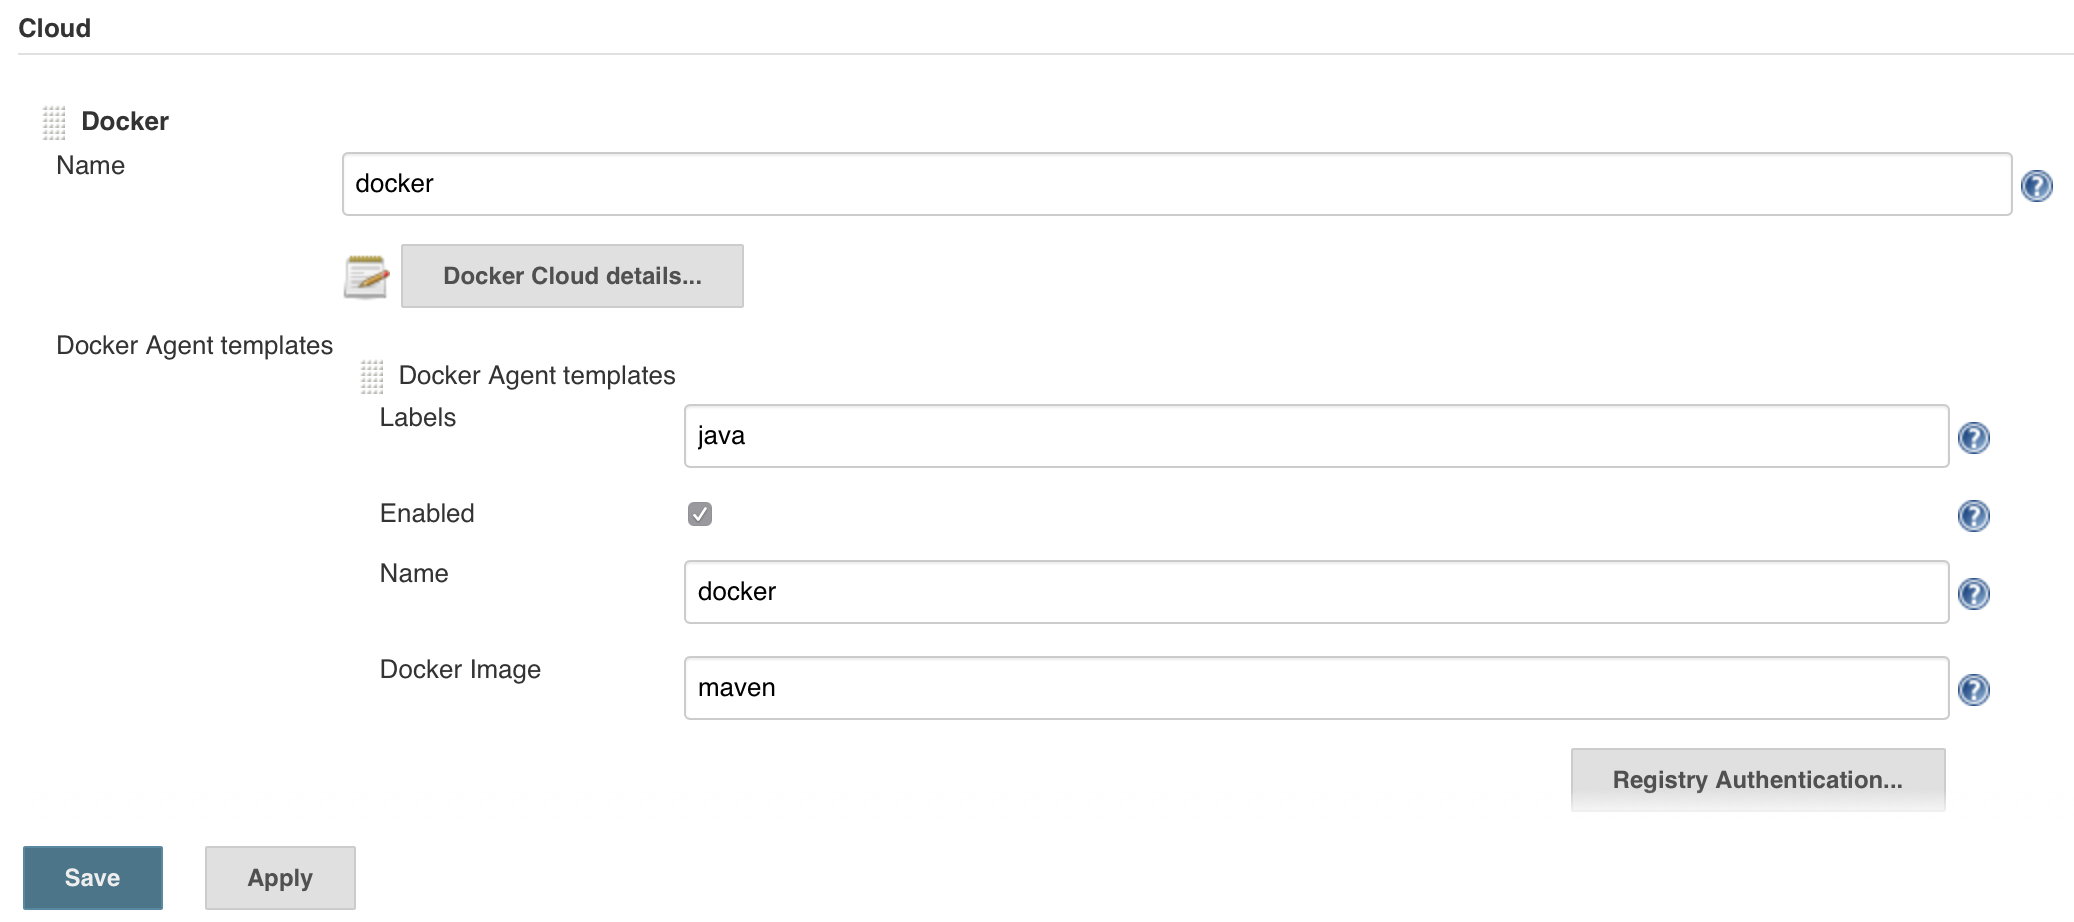 Cloud
Docker
Name
docker
Docker Cloud details...
Docker Agent templates
Docker Agent templates
Labels
java
Enabled
Name
docker
Docker Image
maven
Registry Authentication...
Save
Apply